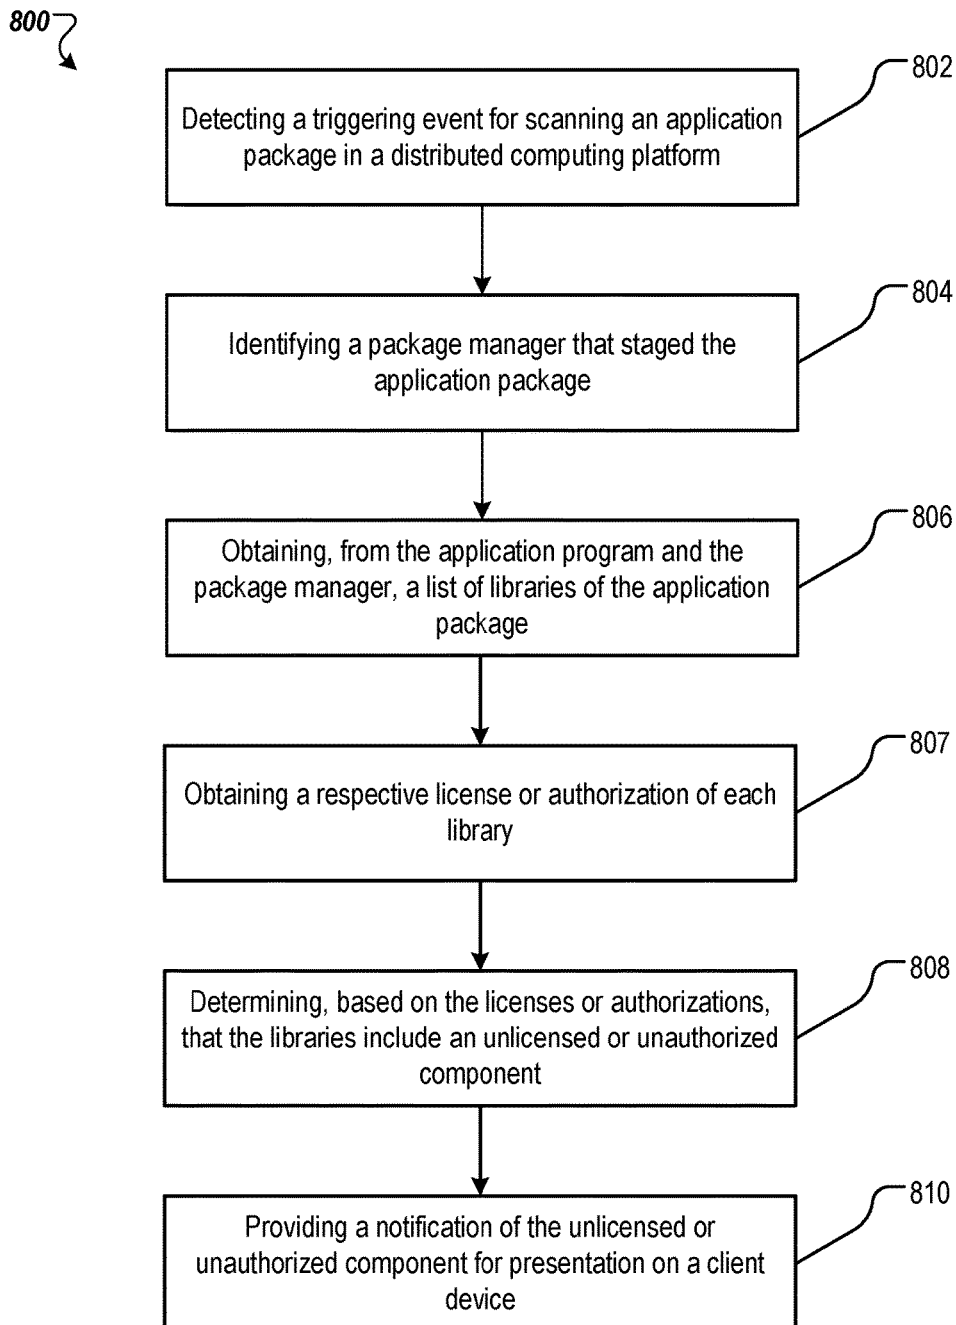 800
802
Detecting a triggering event for scanning an application
package in a distributed computing platform
804
Identifying a package manager that staged the
application package
806
Obtaining, from the application program and the
package manager, a list of libraries of the application
package
807
Obtaining a respective license or authorization of each
library
808
Determining, based on the licenses or authorizations,
that the libraries include an unlicensed or unauthorized
component
810
Providing a notification of the unlicensed or
unauthorized component for presentation on a client
device